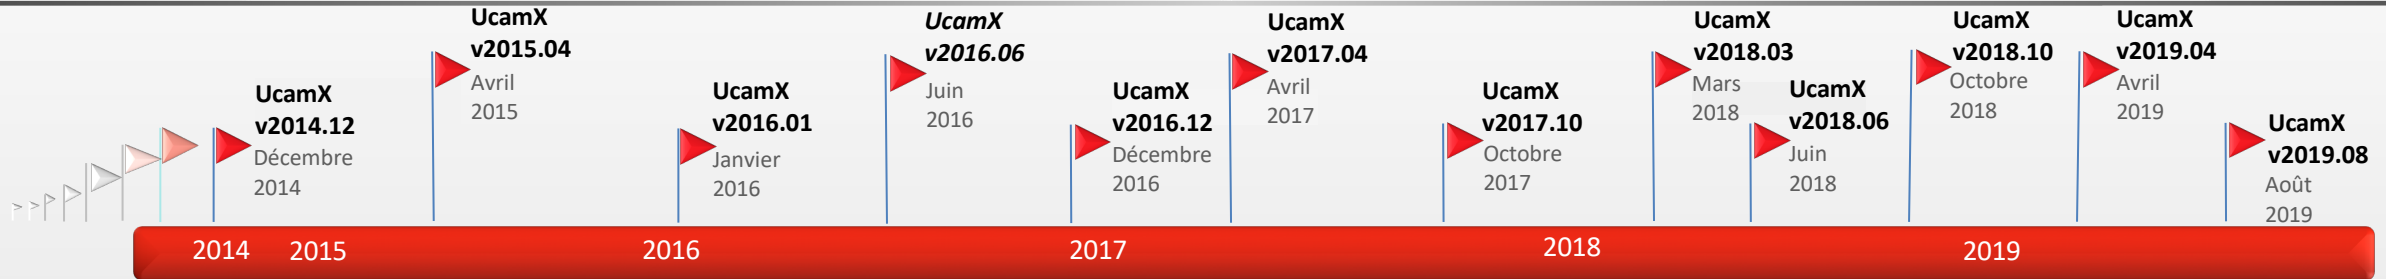 UcamX
v2014.12
Décembre
2014
UcamX
v2015.04
Avril
2015
UcamX
v2016.01
Janvier
2016
UcamX
v2016.06
Juin
2016
UcamX
v2016.12
Décembre
2016
UcamX
v2017.04
Avril
2017
UcamX
v2017.10
Octobre
2017
UcamX
v2018.03
Mars
2018
UcamX
v2018.06
Juin
2018
UcamX
v2018.10
Octobre
2018
UcamX
v2019.04
Avril
2019
UcamX
v2019.08
Août
2019
2014 2015 2016 2017 2018 2019